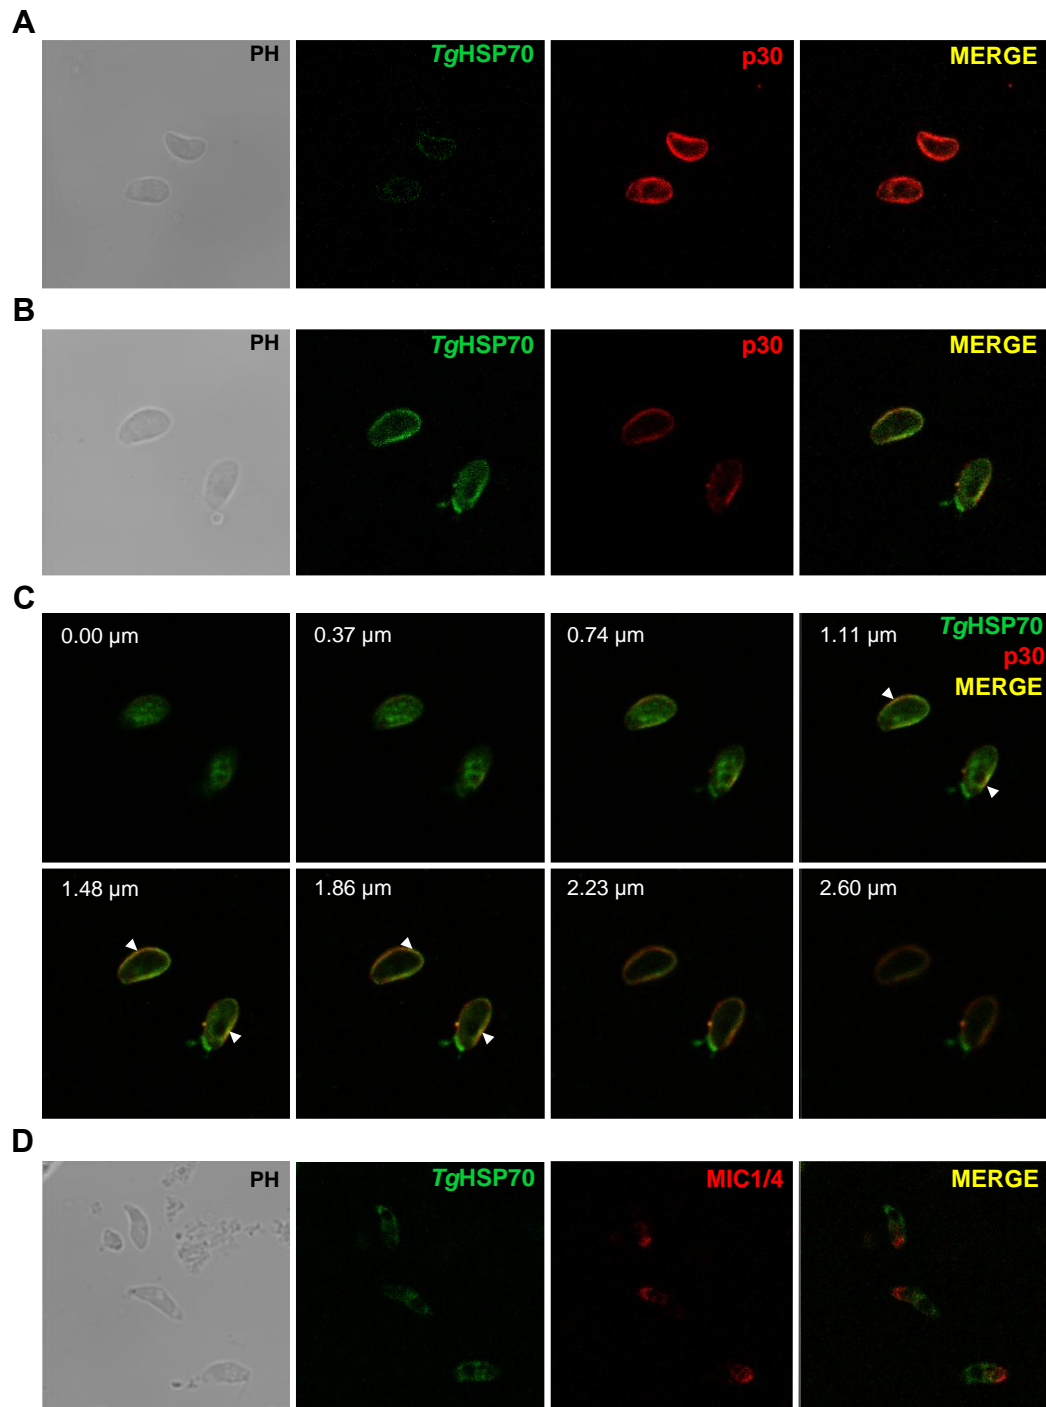 A
PH
TgHSP70
p30
MERGE
B
PH
TgHSP70
p30
MERGE
C
0.00 µm
0.37 µm
0.74 µm
1.11 µm
TgHSP70
p30
MERGE
1.48 µm
1.86 µm
2.23 µm
2.60 µm
D
PH
TgHSP70
MIC1/4
MERGE